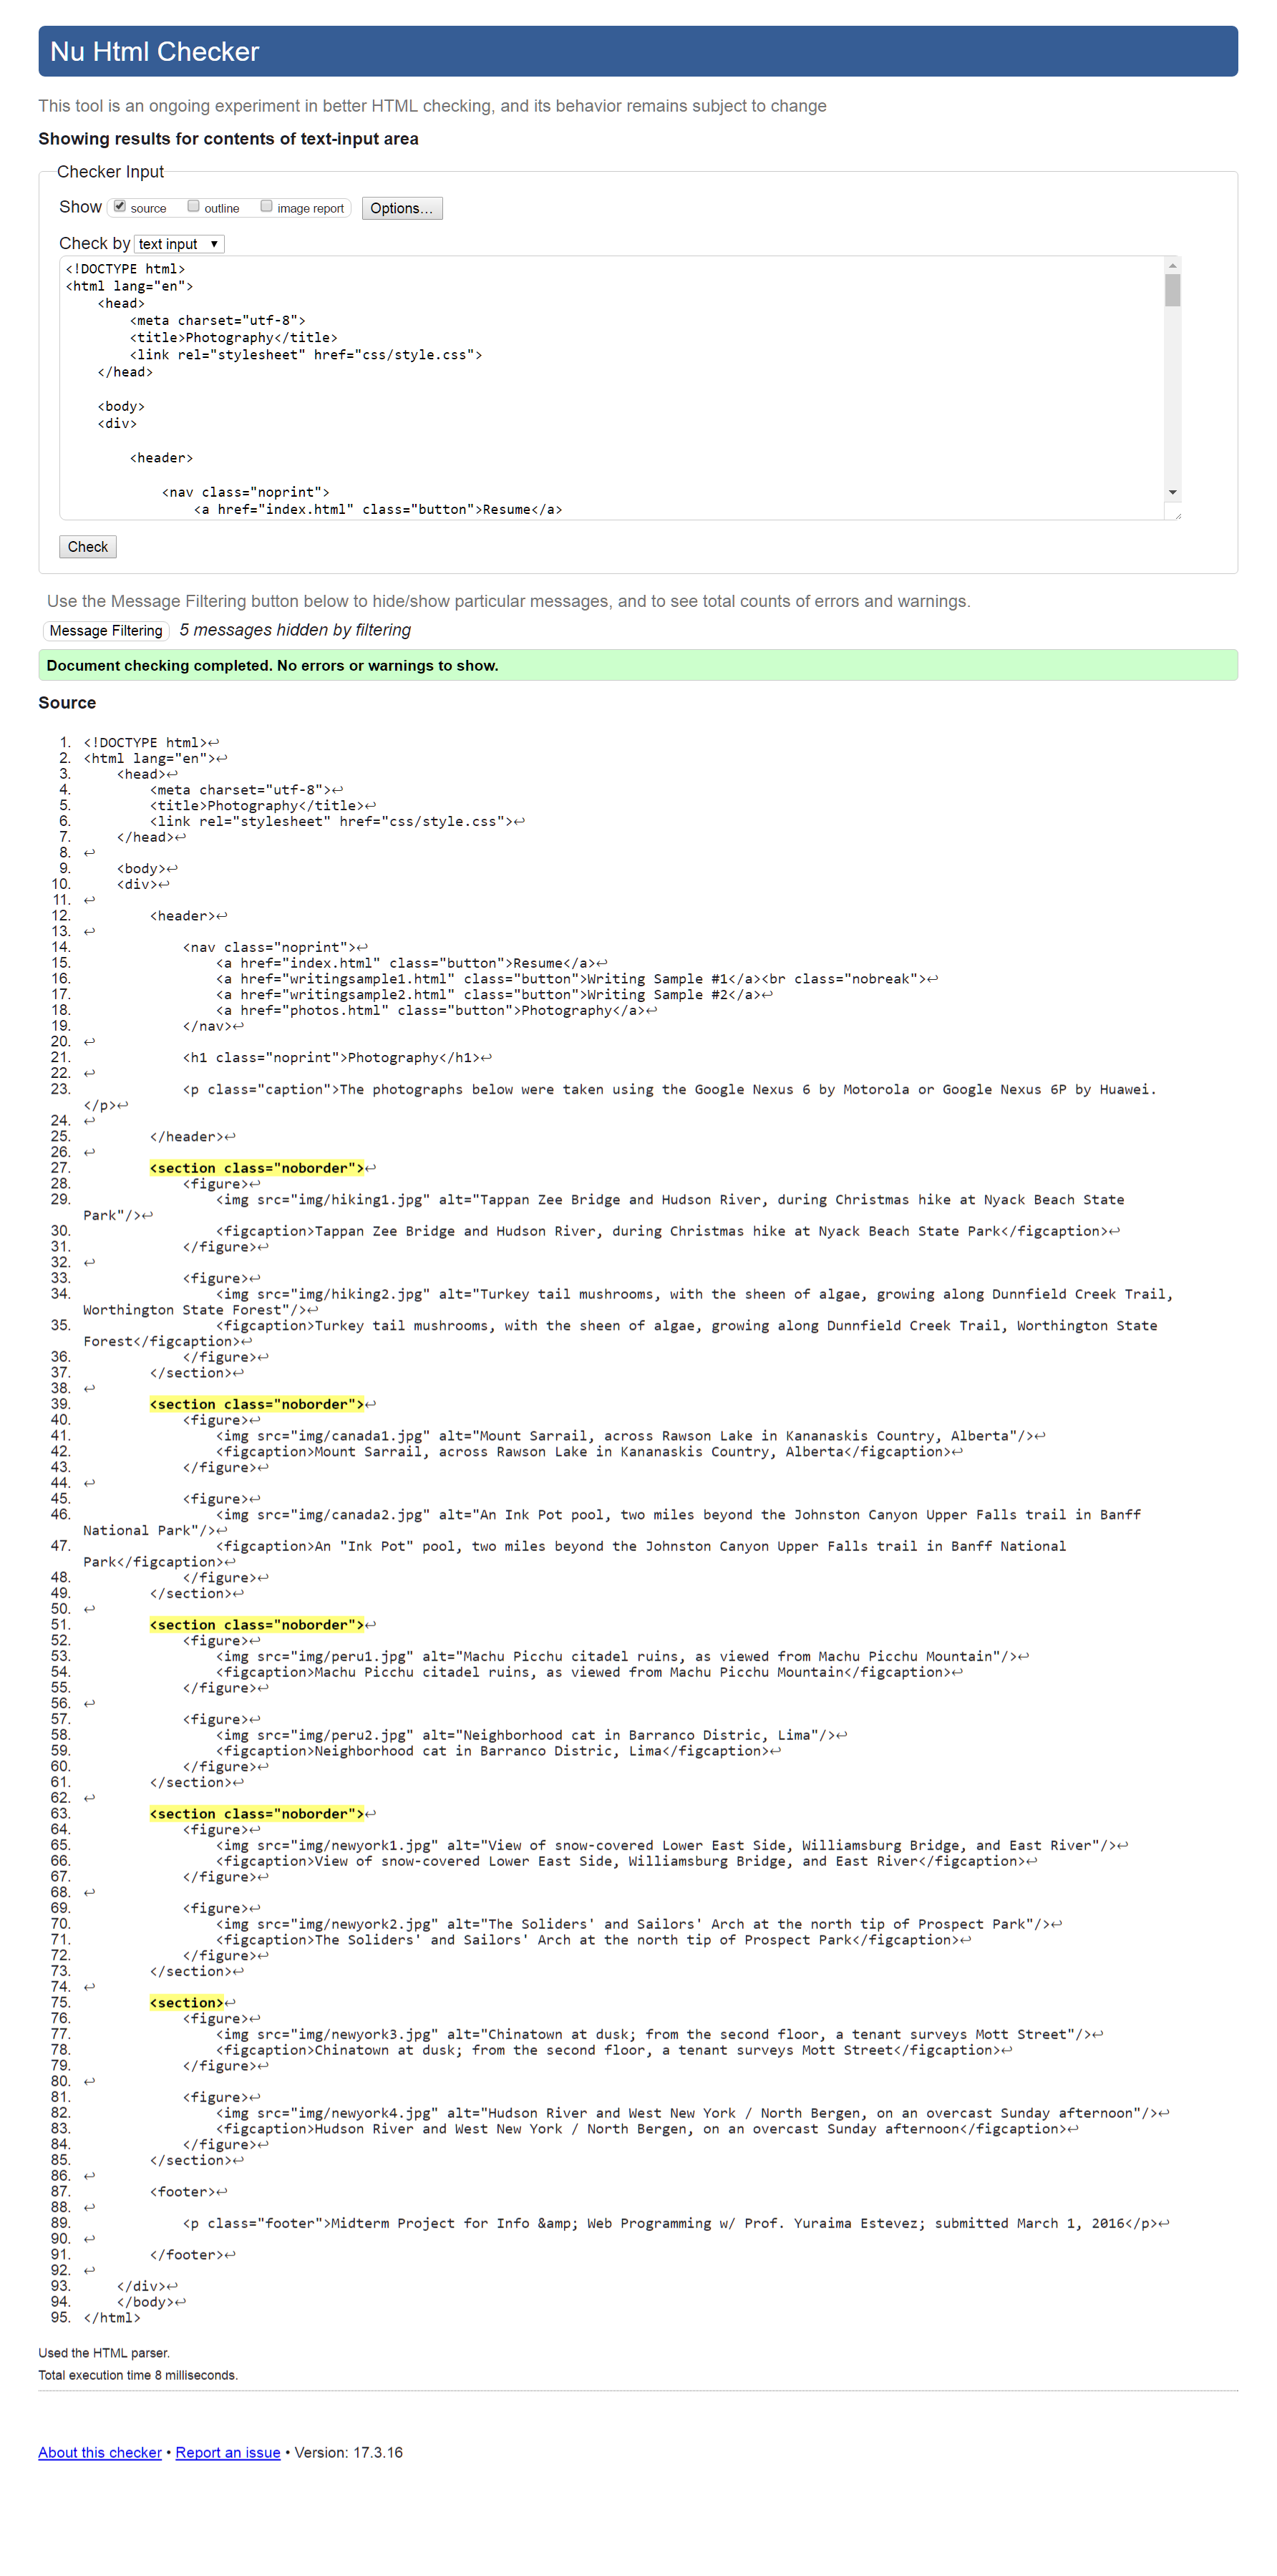 Nu Html Checker
This tool is an ongoing experiment in better HTML checking, and its behavior remains subject to change
Showing results for contents of text-input area
Checker Input
Show source outline image report Options...
Check by text input
<!DOCTYPE html>
<html lang="en">
    <head>
        <meta charset="utf-8">
        <title>Photography</title>
        <link rel="stylesheet" href="css/style.css">
    </head>
    <body>
    <div>
        <header>
            <nav class="noprint">
                <a href="index.html" class="button">Resume</a>
Check
Use the Message Filtering button below to hide/show particular messages, and to see total counts of errors and warnings.
Message Filtering 5 messages hidden by filtering
Document checking completed. No errors or warnings to show.
Source
1. <!DOCTYPE html>↩
2. <html lang="en">↩
3.     <head>↩
4.         <meta charset="utf-8">↩
5.         <title>Photography</title>↩
6.         <link rel="stylesheet" href="css/style.css">↩
7.     </head>↩
8. ↩
9.     <body>↩
10.     <div>↩
11. ↩
12.         <header>↩
13. ↩
14.             <nav class="noprint">↩
15.                 <a href="index.html" class="button">Resume</a>↩
16.                 <a href="writingsample1.html" class="button">Writing Sample #1</a><br class="nobreak">↩
17.                 <a href="writingsample2.html" class="button">Writing Sample #2</a>↩
18.                 <a href="photos.html" class="button">Photography</a>↩
19.             </nav>↩
20. ↩
21.             <h1 class="noprint">Photography</h1>↩
22. ↩
23.             <p class="caption">The photographs below were taken using the Google Nexus 6 by Motorola or Google Nexus 6P by Huawei.
</p>↩
24. ↩
25.         </header>↩
26. ↩
27.         <section class="noborder">↩
28.             <figure>↩
29.                 <img src="img/hiking1.jpg" alt="Tappan Zee Bridge and Hudson River, during Christmas hike at Nyack Beach State
Park"/>↩
30.                 <figcaption>Tappan Zee Bridge and Hudson River, during Christmas hike at Nyack Beach State Park</figcaption>↩
31.             </figure>↩
32. ↩
33.             <figure>↩
34.                 <img src="img/hiking2.jpg" alt="Turkey tail mushrooms, with the sheen of algae, growing along Dunnfield Creek Trail,
Worthington State Forest"/>↩
35.                 <figcaption>Turkey tail mushrooms, with the sheen of algae, growing along Dunnfield Creek Trail, Worthington State
Forest</figcaption>↩
36.             </figure>↩
37.         </section>↩
38. ↩
39.         <section class="noborder">↩
40.             <figure>↩
41.                 <img src="img/canada1.jpg" alt="Mount Sarrail, across Rawson Lake in Kananaskis Country, Alberta"/>↩
42.                 <figcaption>Mount Sarrail, across Rawson Lake in Kananaskis Country, Alberta</figcaption>↩
43.             </figure>↩
44. ↩
45.             <figure>↩
46.                 <img src="img/canada2.jpg" alt="An Ink Pot pool, two miles beyond the Johnston Canyon Upper Falls trail in Banff
National Park"/>↩
47.                 <figcaption>An "Ink Pot" pool, two miles beyond the Johnston Canyon Upper Falls trail in Banff National
Park</figcaption>↩
48.             </figure>↩
49.         </section>↩
50. ↩
51.         <section class="noborder">↩
52.             <figure>↩
53.                 <img src="img/peru1.jpg" alt="Machu Picchu citadel ruins, as viewed from Machu Picchu Mountain"/>↩
54.                 <figcaption>Machu Picchu citadel ruins, as viewed from Machu Picchu Mountain</figcaption>↩
55.             </figure>↩
56. ↩
57.             <figure>↩
58.                 <img src="img/peru2.jpg" alt="Neighborhood cat in Barranco Distric, Lima"/>↩
59.                 <figcaption>Neighborhood cat in Barranco Distric, Lima</figcaption>↩
60.             </figure>↩
61.         </section>↩
62. ↩
63.         <section class="noborder">↩
64.             <figure>↩
65.                 <img src="img/newyork1.jpg" alt="View of snow-covered Lower East Side, Williamsburg Bridge, and East River"/>↩
66.                 <figcaption>View of snow-covered Lower East Side, Williamsburg Bridge, and East River</figcaption>↩
67.             </figure>↩
68. ↩
69.             <figure>↩
70.                 <img src="img/newyork2.jpg" alt="The Soliders' and Sailors' Arch at the north tip of Prospect Park"/>↩
71.                 <figcaption>The Soliders' and Sailors' Arch at the north tip of Prospect Park</figcaption>↩
72.             </figure>↩
73.         </section>↩
74. ↩
75.         <section>↩
76.             <figure>↩
77.                 <img src="img/newyork3.jpg" alt="Chinatown at dusk; from the second floor, a tenant surveys Mott Street"/>↩
78.                 <figcaption>Chinatown at dusk; from the second floor, a tenant surveys Mott Street</figcaption>↩
79.             </figure>↩
80. ↩
81.             <figure>↩
82.                 <img src="img/newyork4.jpg" alt="Hudson River and West New York / North Bergen, on an overcast Sunday afternoon"/>↩
83.                 <figcaption>Hudson River and West New York / North Bergen, on an overcast Sunday afternoon</figcaption>↩
84.             </figure>↩
85.         </section>↩
86. ↩
87.         <footer>↩
88. ↩
89.             <p class="footer">Midterm Project for Info &amp; Web Programming w/ Prof. Yuraima Estevez; submitted March 1, 2016</p>↩
90. ↩
91.         </footer>↩
92. ↩
93.     </div>↩
94.     </body>↩
95. </html>
Used the HTML parser.
Total execution time 8 milliseconds.
About this checker • Report an issue • Version: 17.3.16